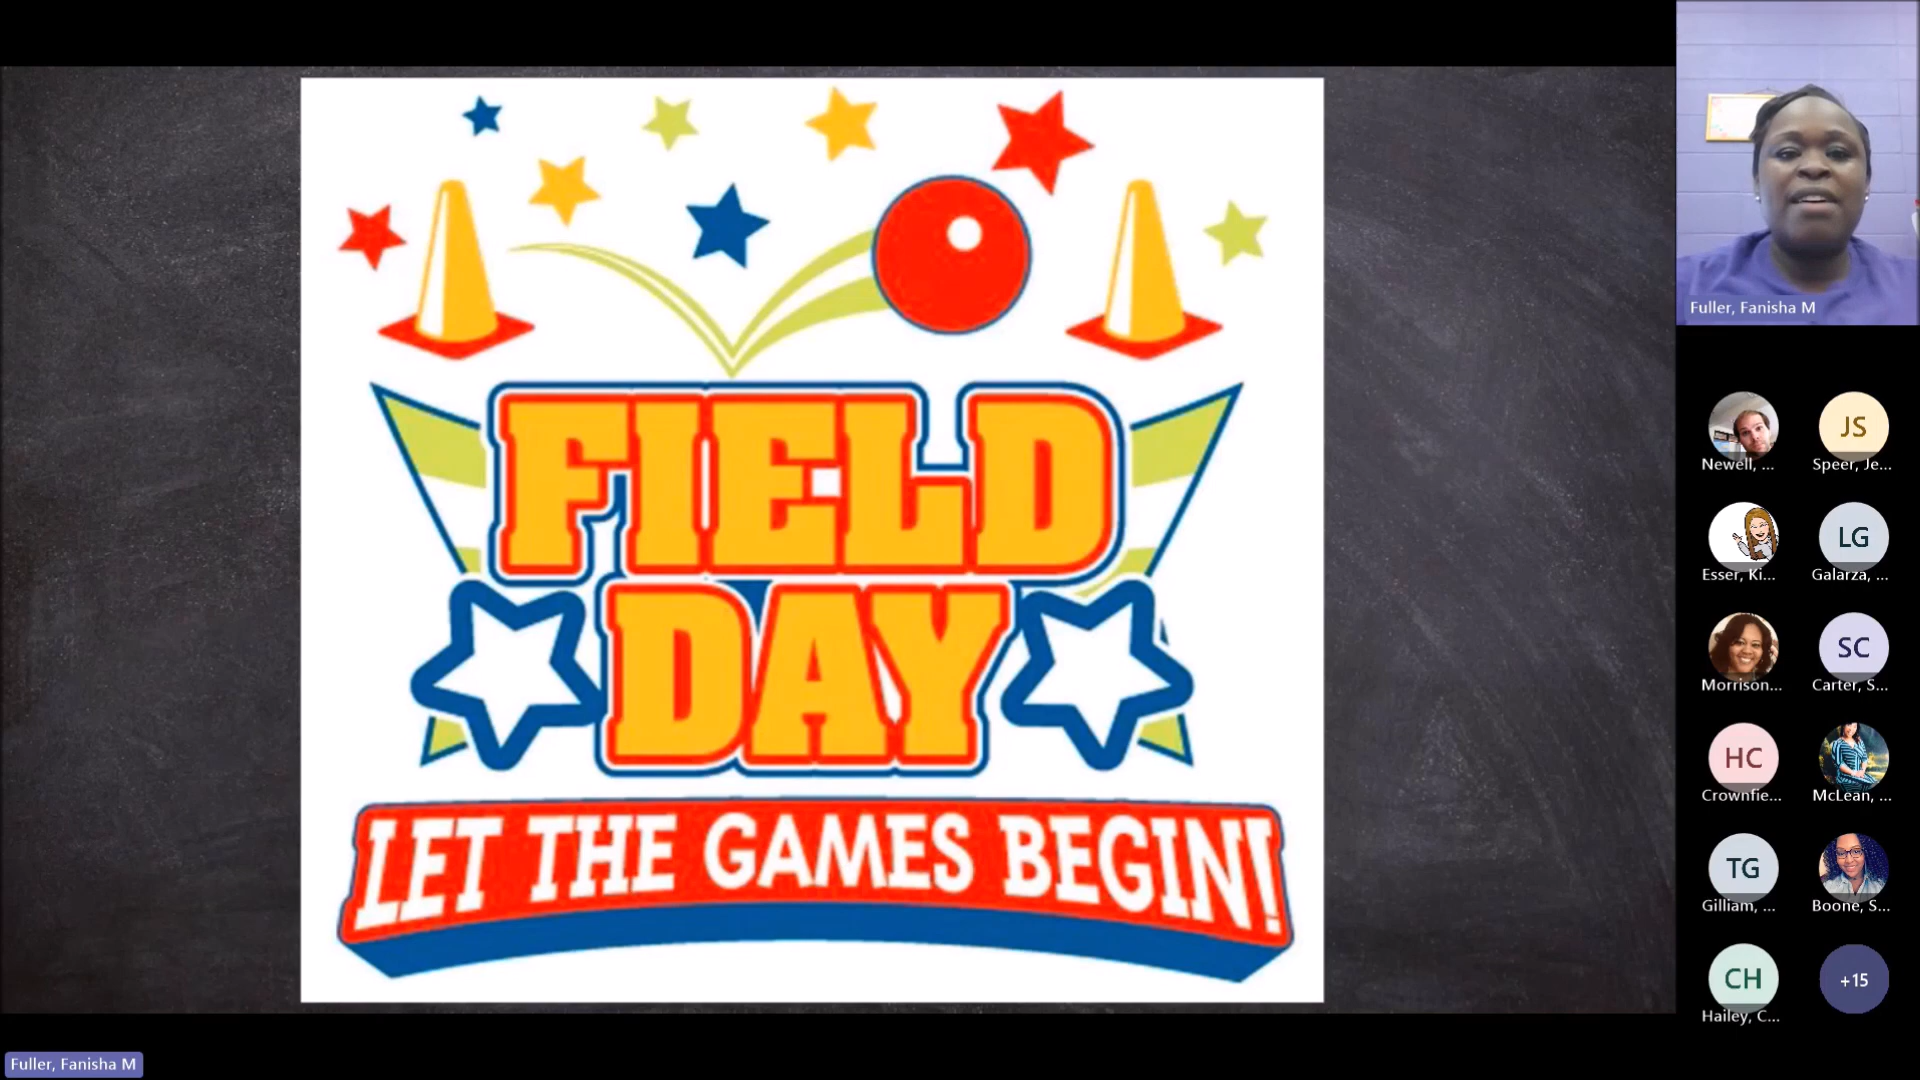 FIELD
DAY
LET THE GAMES BEGIN!
Fuller, Fanisha M
Newell, ...
JS
Speer, Je...
Esser, Ki...
LG
Galarza, ...
Morrison...
SC
Carter, S...
HC
Crownfie...
McLean, ...
TG
Gilliam, ...
Boone, S...
CH
Hailey, C...
+15
Fuller, Fanisha M